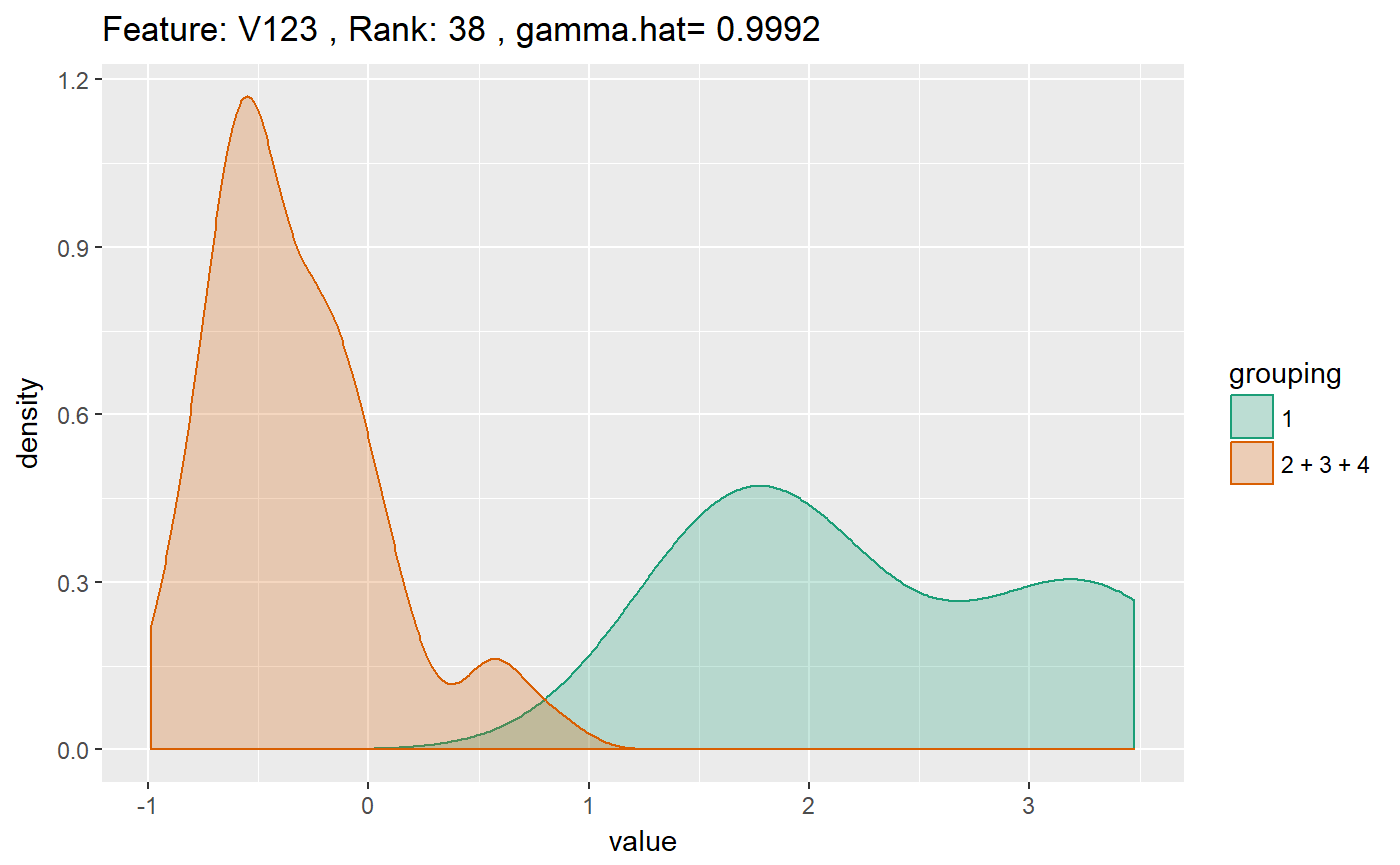 Feature: V123 , Rank: 38 , gamma.hat= 0.9992
1.2
0.9
0.6
0.3
0.0
density
-1
0
1
2
3
value
grouping
1
2 + 3 + 4